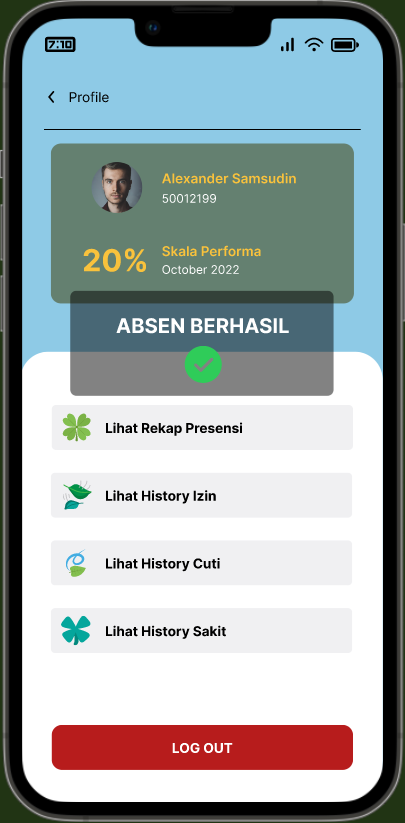 7:10
Profile
Alexander Samsudin
50012199
20%
Skala Performa
October 2022
ABSEN BERHASIL
Lihat Rekap Presensi
Lihat History Izin
Lihat History Cuti
Lihat History Sakit
LOG OUT